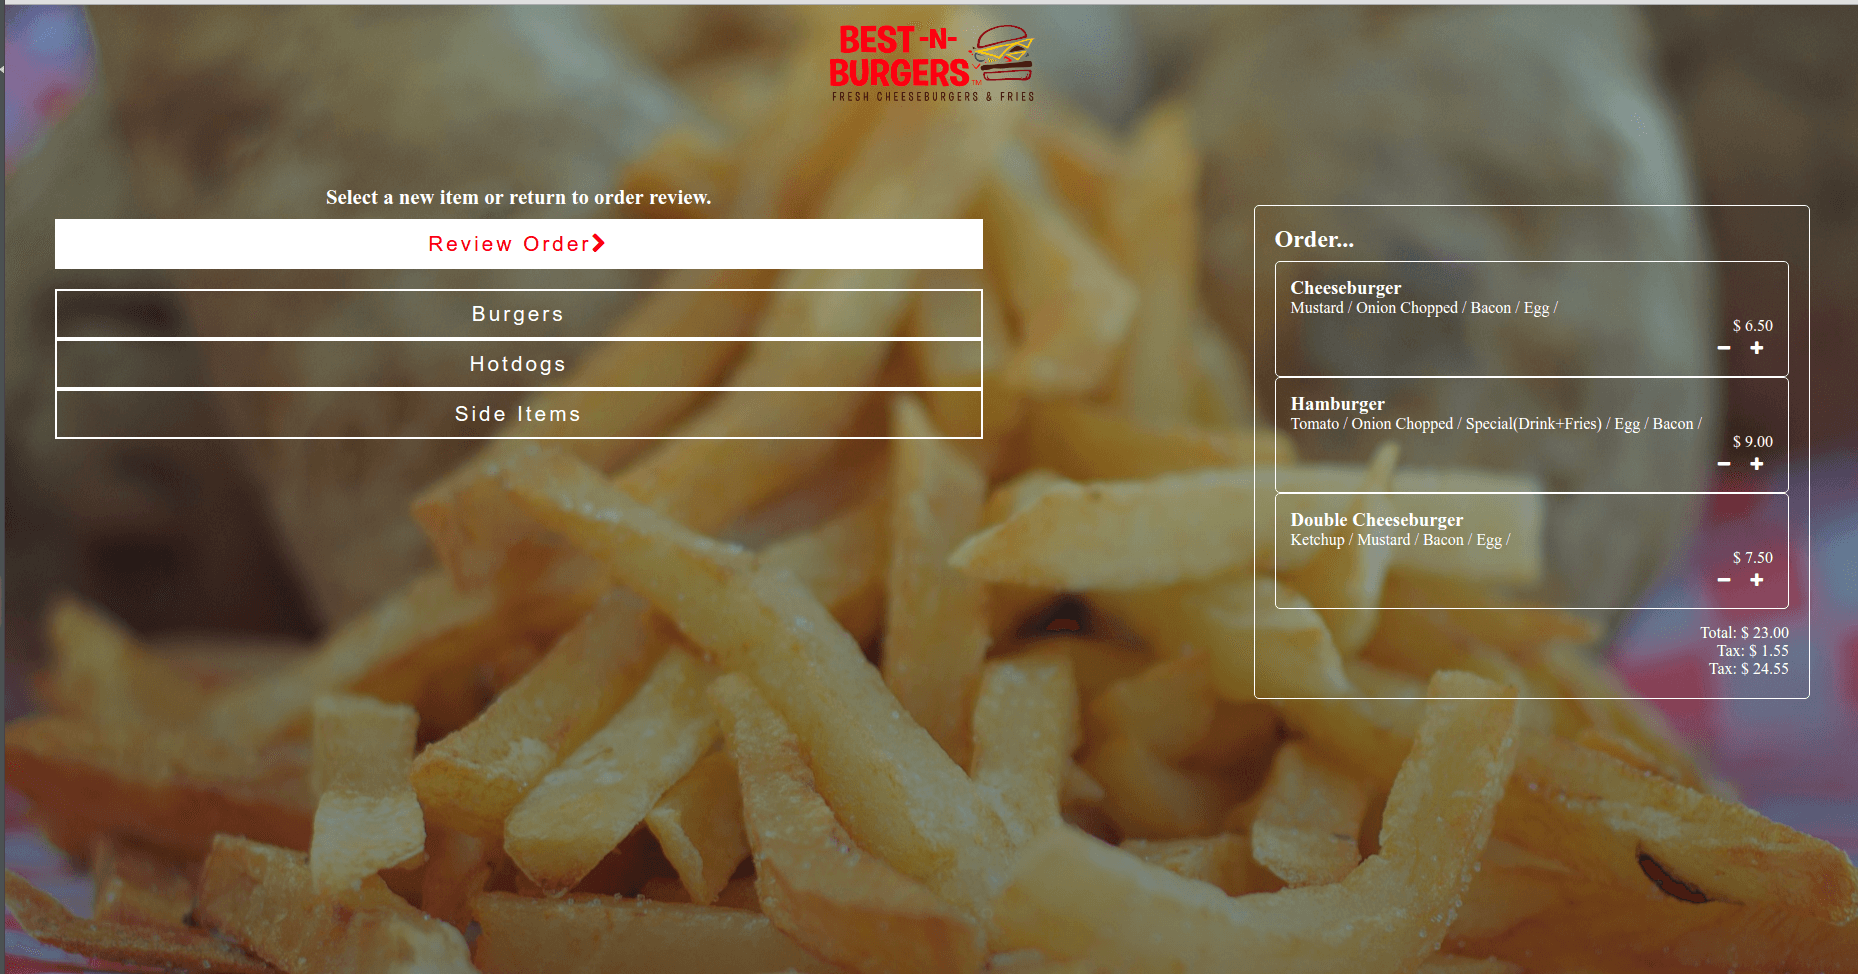 BEST -N-
BURGERS™
FRESH CHEESEBURGERS & FRIES
Select a new item or return to order review.
Review Order
Burgers
Hotdogs
Side Items
Order...
Cheeseburger
Mustard / Onion Chopped / Bacon / Egg /
$ 6.50
Hamburger
Tomato / Onion Chopped / Special(Drink+Fries) / Egg / Bacon /
$ 9.00
Double Cheeseburger
Ketchup / Mustard / Bacon / Egg /
$ 7.50
Total: $ 23.00
Tax: $ 1.55
Tax: $ 24.55